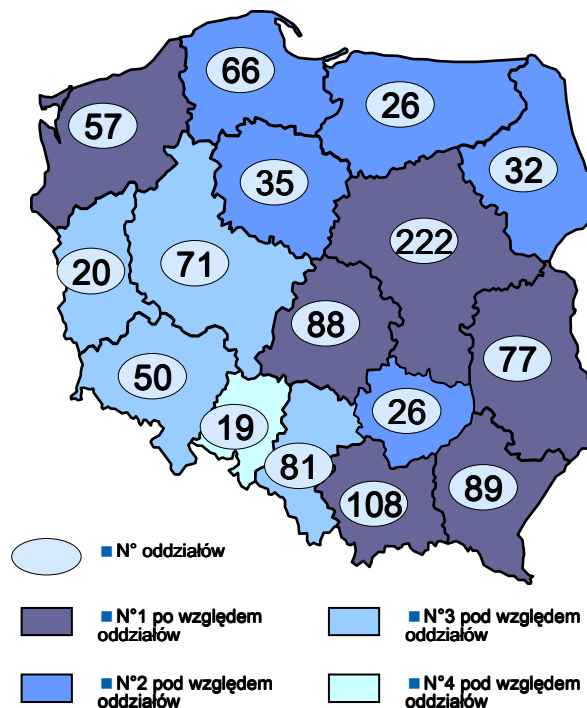 66
26
57
32
35
222
20
71
88
77
50
26
19
81
108
89
N° oddziałów
N°1 po względem
oddziałów
N°3 pod względem
oddziałów
N°2 pod względem
oddziałów
N°4 pod względem
oddziałów